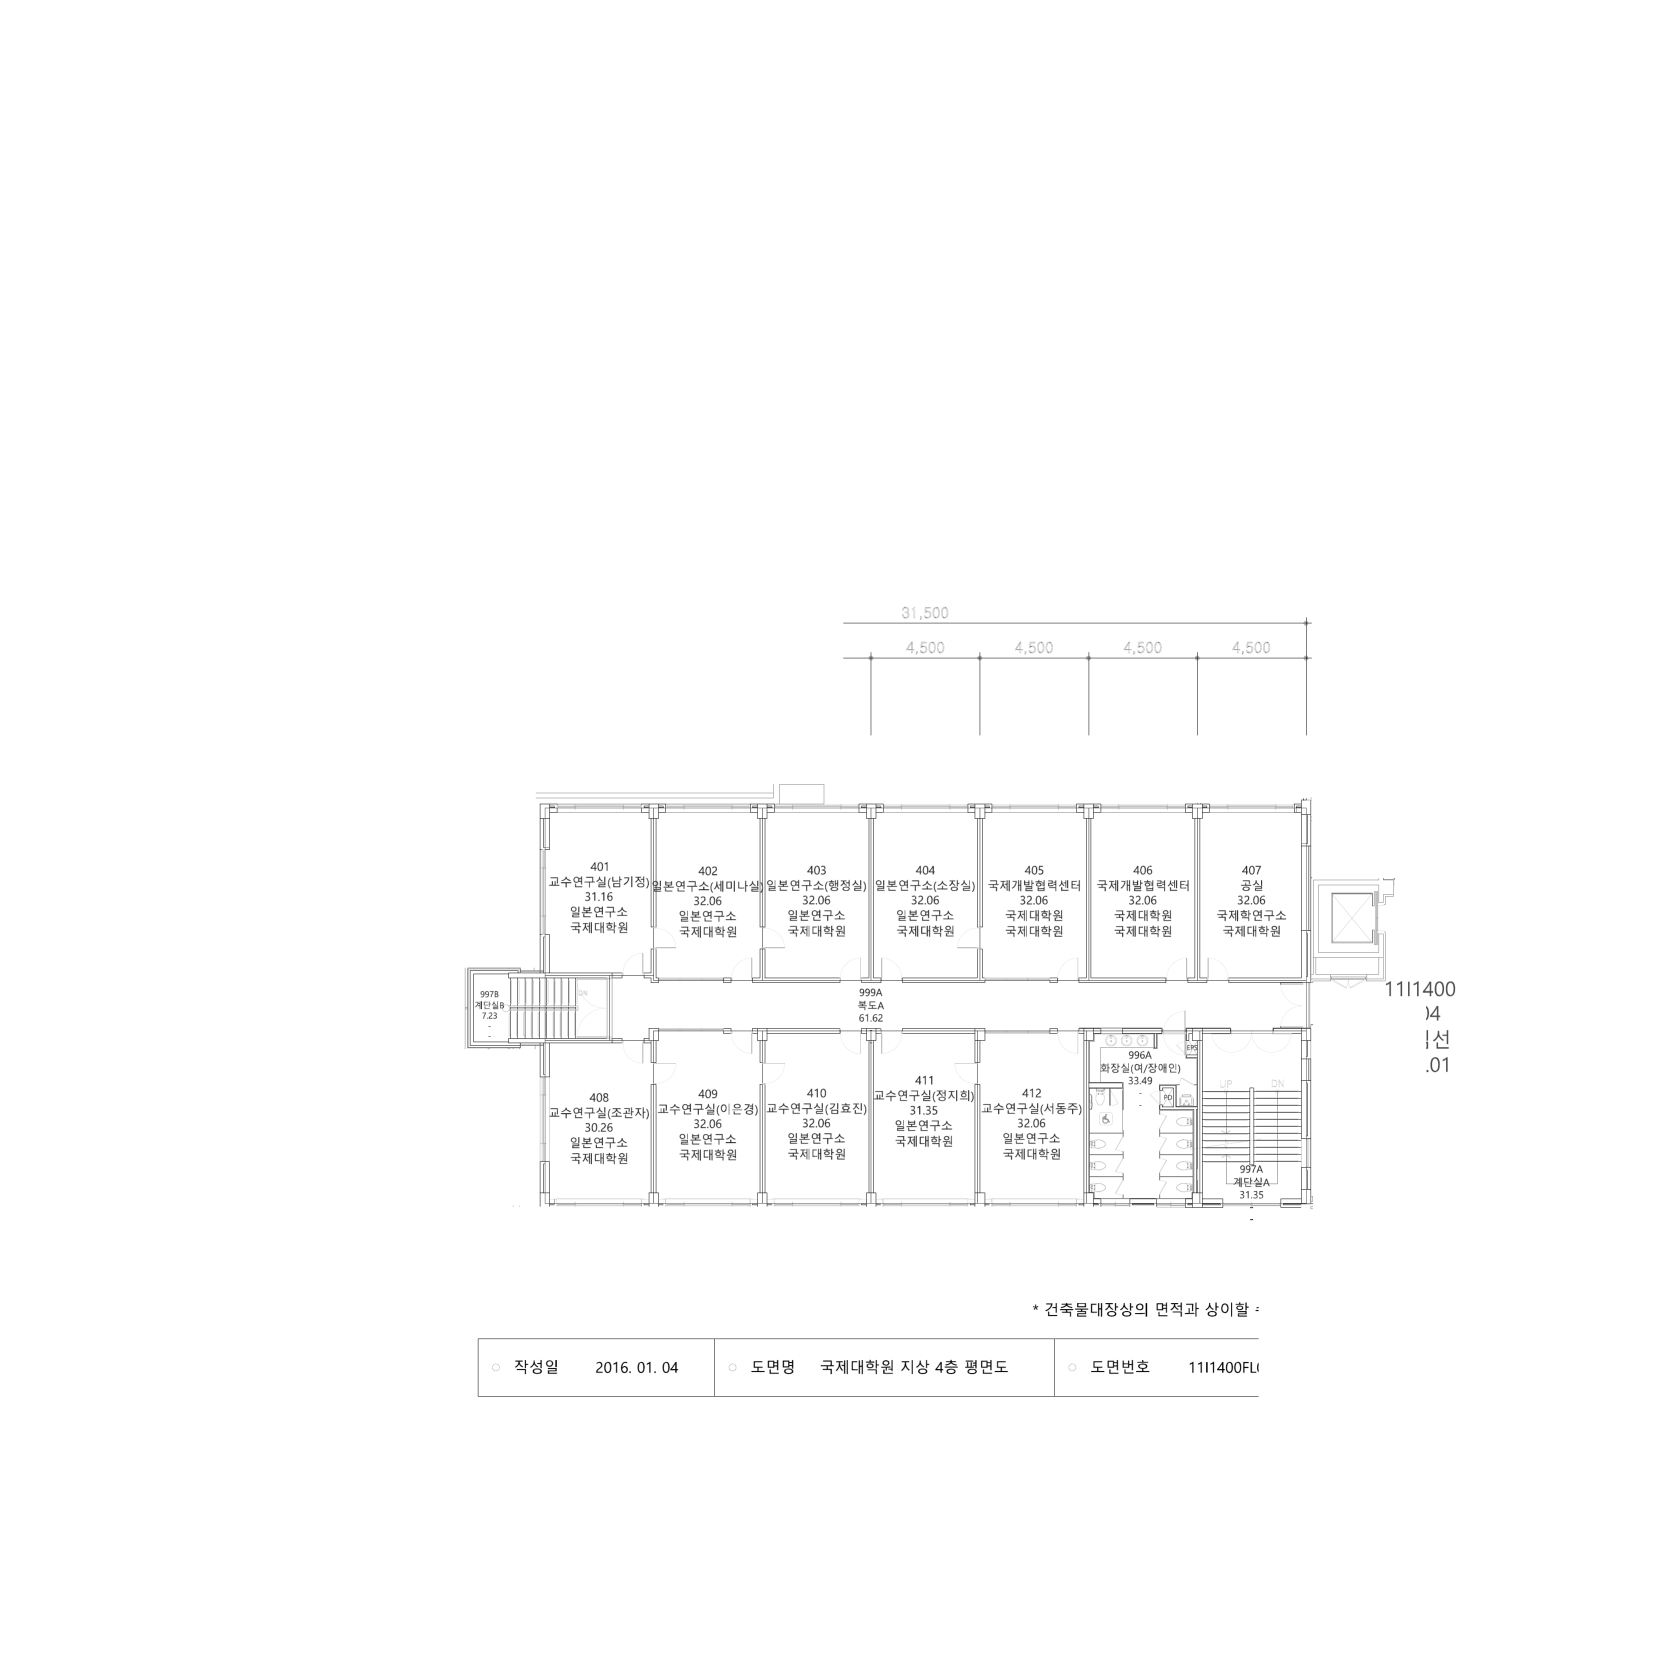 31,500
4,500 4,500 4,500 4,500
401
교수연구실(남기정)
31.16
일본연구소
국제대학원
402
일본연구소(세미나실)
32.06
일본연구소
국제대학원
403
일본연구소(행정실)
32.06
일본연구소
국제대학원
404
일본연구소(소장실)
32.06
일본연구소
국제대학원
405
국제개발협력센터
32.06
국제대학원
국제대학원
406
국제개발협력센터
32.06
국제대학원
국제대학원
407
공실
32.06
국제학연구소
국제대학원
997B
계단실B
7.23
-
-
DN
999A
복도A
61.62
11I1400
04
선
.01
408
교수연구실(조관자)
30.26
일본연구소
국제대학원
409
교수연구실(이은경)
32.06
일본연구소
국제대학원
410
교수연구실(김효진)
32.06
일본연구소
국제대학원
411
교수연구실(정지희)
31.35
일본연구소
국제대학원
412
교수연구실(서동주)
32.06
일본연구소
국제대학원
996A
화장실(여/장애인)
33.49
-
-
EPS
PD
UP DN
997A
계단실A
31.35
-
-
* 건축물대장상의 면적과 상이할
작성일 2016. 01. 04 도면명 국제대학원 지상 4층 평면도 도면번호 11I1400FL